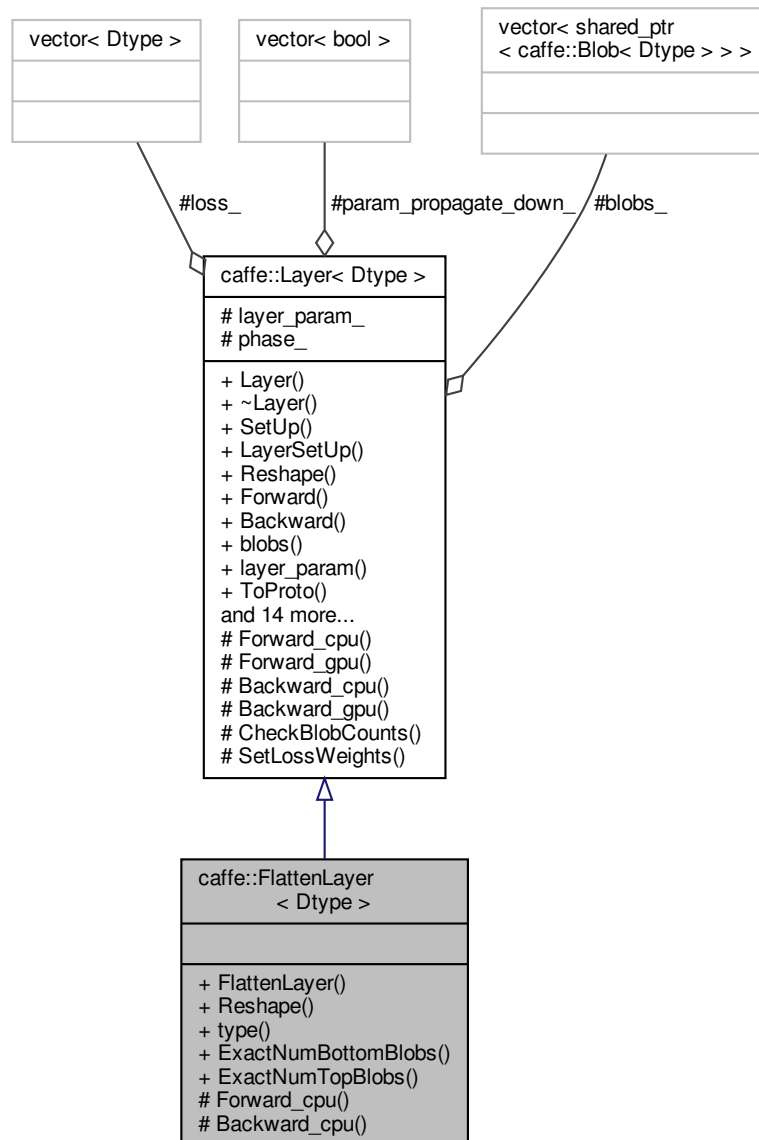 vector< Dtype >
vector< bool >
vector< shared_ptr
< caffe::Blob< Dtype > > >
#loss_
#param_propagate_down_
#blobs_
caffe::Layer< Dtype >
# layer_param_
# phase_
+ Layer()
+ ~Layer()
+ SetUp()
+ LayerSetUp()
+ Reshape()
+ Forward()
+ Backward()
+ blobs()
+ layer_param()
+ ToProto()
and 14 more...
# Forward_cpu()
# Forward_gpu()
# Backward_cpu()
# Backward_gpu()
# CheckBlobCounts()
# SetLossWeights()
caffe::FlattenLayer
< Dtype >
+ FlattenLayer()
+ Reshape()
+ type()
+ ExactNumBottomBlobs()
+ ExactNumTopBlobs()
# Forward_cpu()
# Backward_cpu()